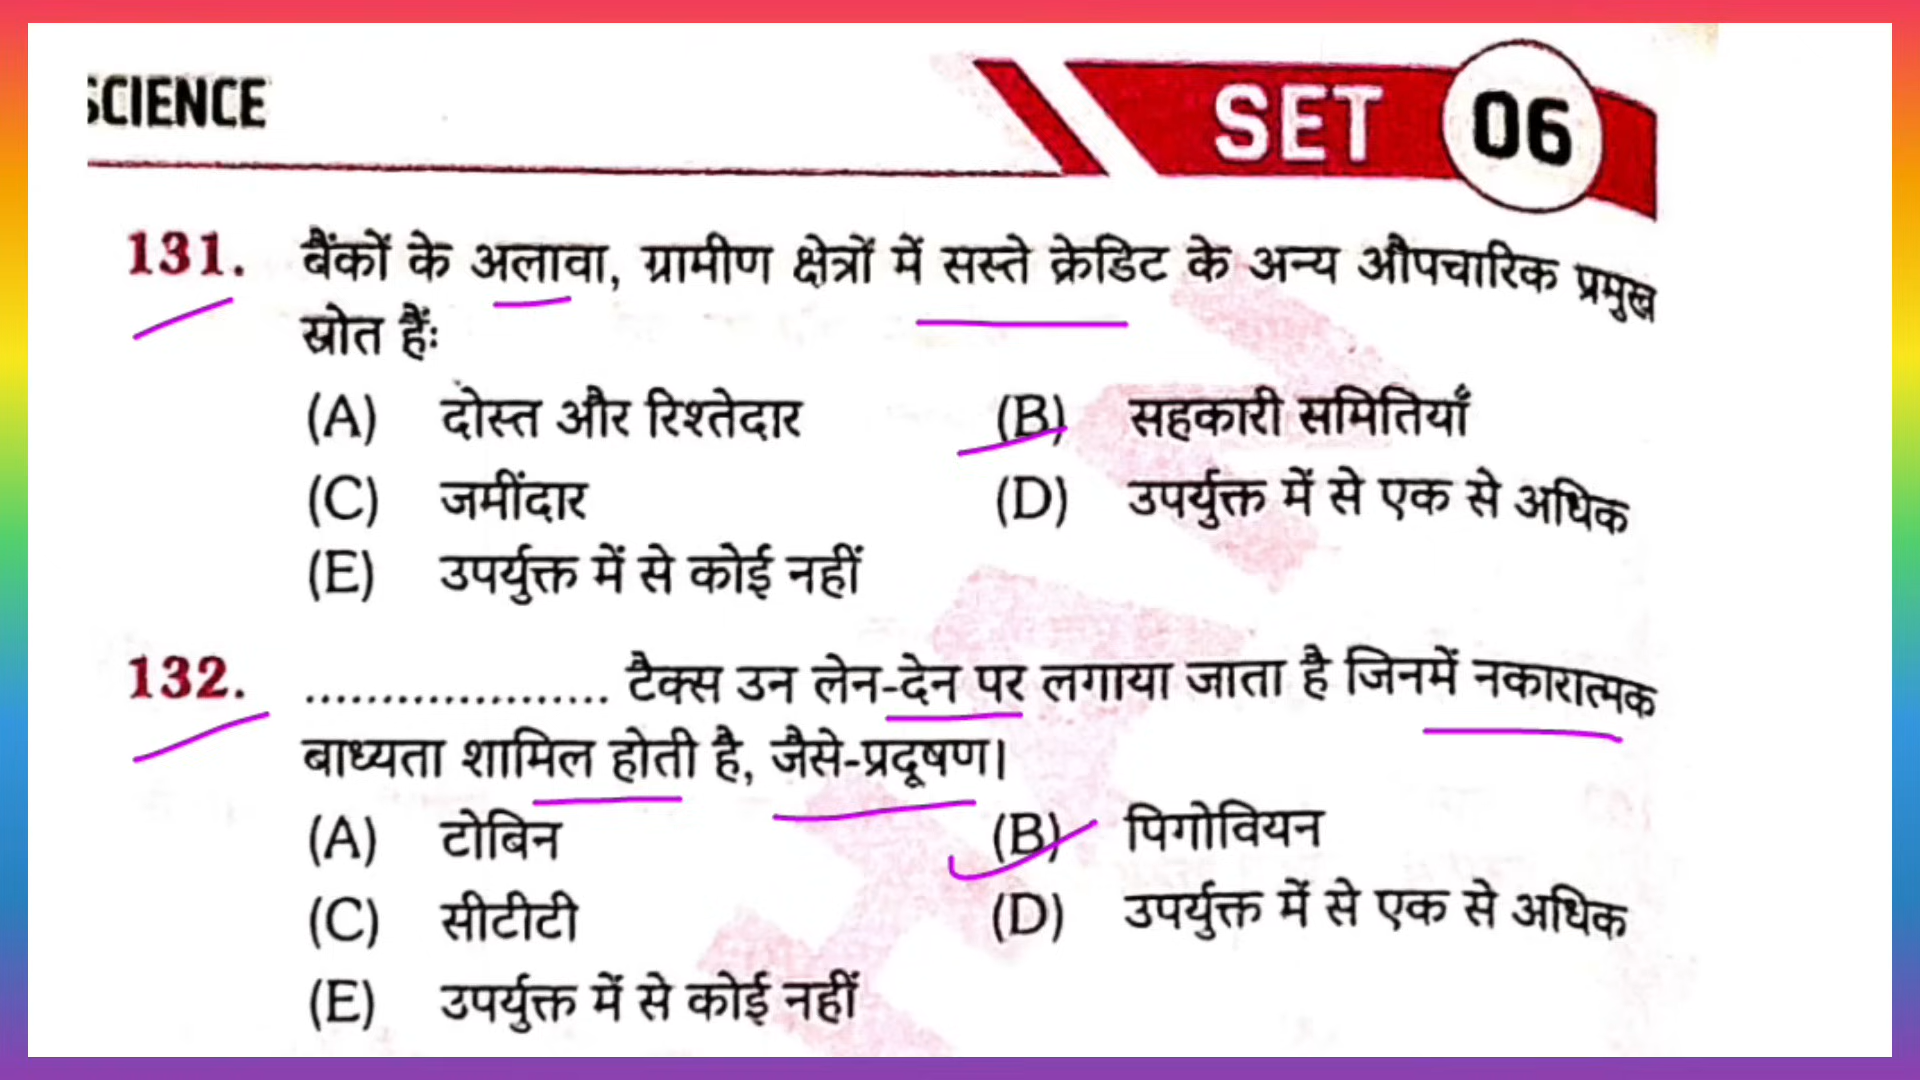 SCIENCE
SET 06
131. बैंकों के अलावा, ग्रामीण क्षेत्रों में सस्ते क्रेडिट के अन्य औपचारिक प्रमुख
स्रोत हैंः
(A) दोस्त और रिश्तेदार (B) सहकारी समितियाँ
(C) जमींदार (D) उपर्युक्त में से एक से अधिक
(E) उपर्युक्त में से कोई नहीं
132. .................... टैक्स उन लेन-देन पर लगाया जाता है जिनमें नकारात्मक
बाध्यता शामिल होती है, जैसे-प्रदूषण।
(A) टोबिन (B) पिगोवियन
(C) सीटीटी (D) उपर्युक्त में से एक से अधिक
(E) उपर्युक्त में से कोई नहीं